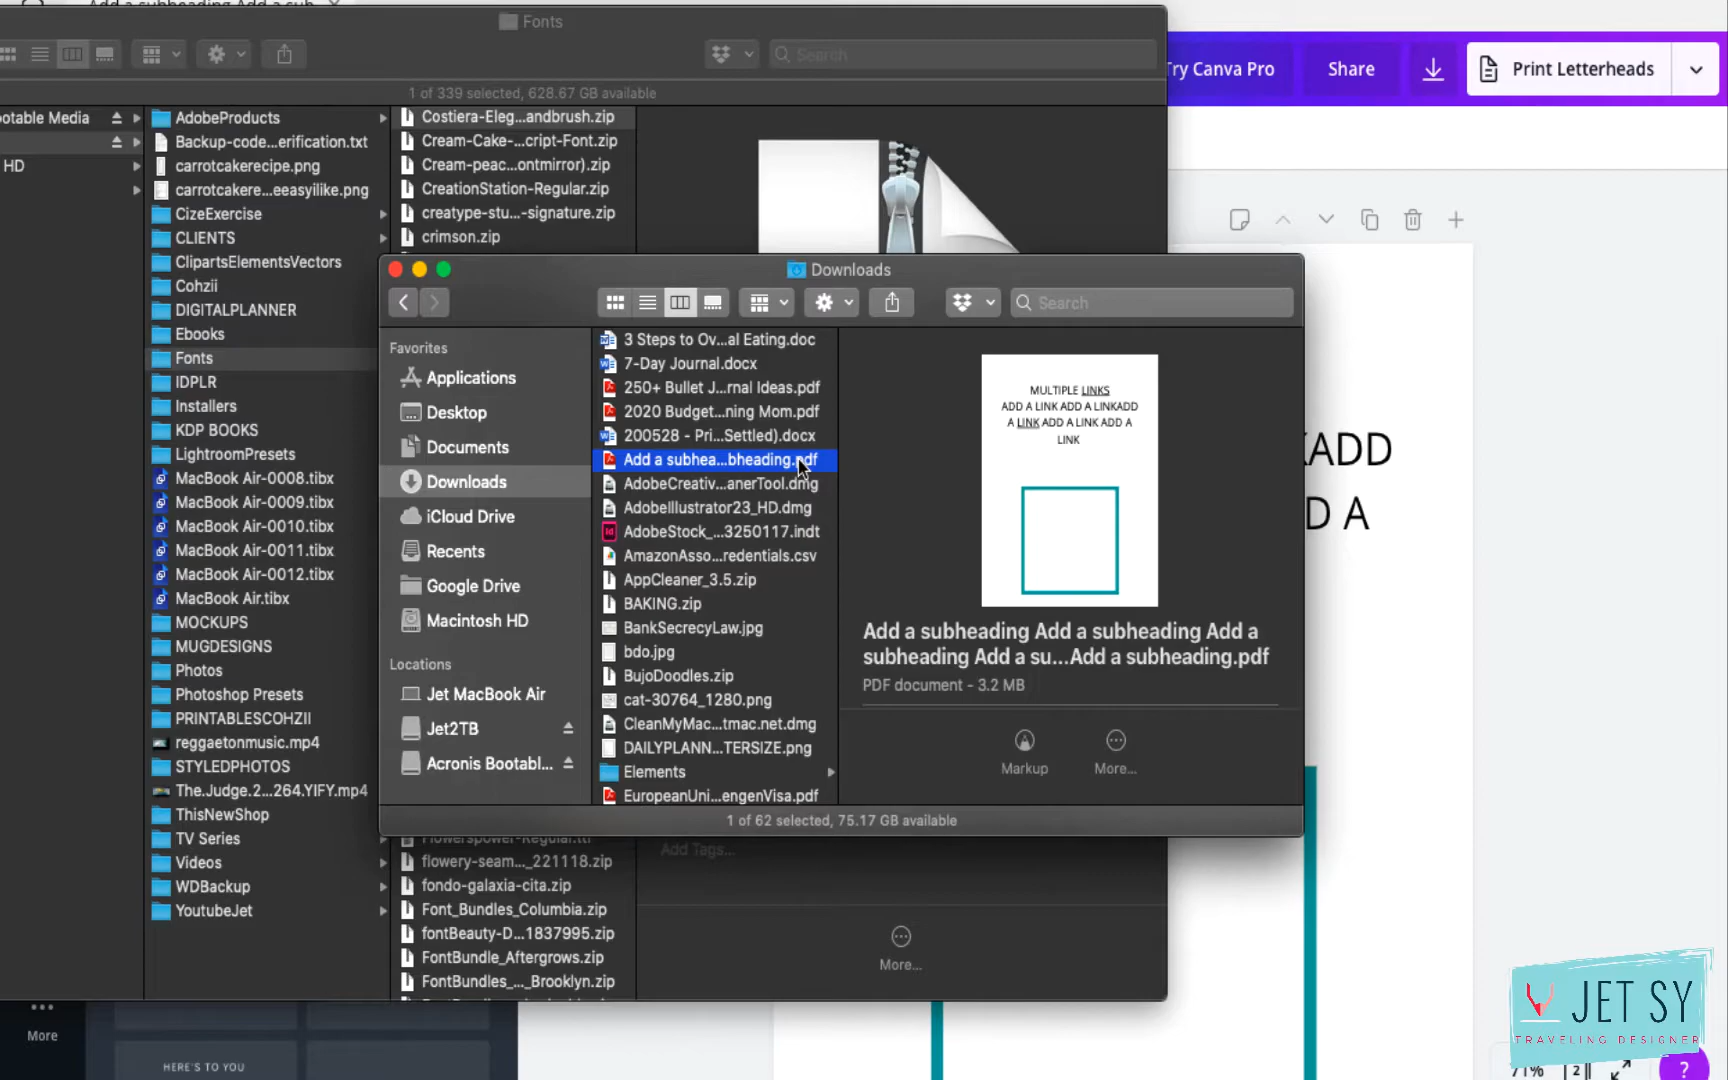 Add a subheading Add a sub
Fonts
Search
Try Canva Pro
Share
Print Letterheads
1 of 339 selected, 628.67 GB available
ootable Media
HD
AdobeProducts
Backup-code...erification.txt
carrotcakerecipe.png
carrotcakere...eeasyilike.png
CizeExercise
CLIENTS
ClipartsElementsVectors
Cohzii
DIGITALPLANNER
Ebooks
Fonts
IDPLR
Installers
KDP BOOKS
LightroomPresets
MacBook Air-0008.tibx
MacBook Air-0009.tibx
MacBook Air-0010.tibx
MacBook Air-0011.tibx
MacBook Air-0012.tibx
MacBook Air.tibx
MOCKUPS
MUGDESIGNS
Photos
Photoshop Presets
PRINTABLESCOHZII
reggaetonmusic.mp4
STYLEDPHOTOS
The.Judge.2...264.YIFY.mp4
ThisNewShop
TV Series
Videos
WDBackup
YoutubeJet
Costiera-Eleg...andbrush.zip
Cream-Cake-...cript-Font.zip
Cream-peac...ontmirror).zip
CreationStation-Regular.zip
creatype-stu...-signature.zip
crimson.zip
Downloads
Search
Favorites
Applications
Desktop
Documents
Downloads
iCloud Drive
Recents
Google Drive
Macintosh HD
Locations
Jet MacBook Air
Jet2TB
Acronis Bootabl...
3 Steps to Ov...al Eating.doc
7-Day Journal.docx
250+ Bullet J...rnal Ideas.pdf
2020 Budget...ning Mom.pdf
200528 - Pri...Settled).docx
Add a subhea...bheading.pdf
AdobeCreativ...anerTool.dmg
AdobeIllustrator23_HD.dmg
AdobeStock_...3250117.indt
AmazonAsso...redentials.csv
AppCleaner_3.5.zip
BAKING.zip
BankSecrecyLaw.jpg
bdo.jpg
BujoDoodles.zip
cat-30764_1280.png
CleanMyMac...tmac.net.dmg
DAILYPLANN...TERSIZE.png
Elements
EuropeanUni...engenVisa.pdf
MULTIPLE LINKS
ADD A LINK ADD A LINKADD
A LINK ADD A LINK ADD A
LINK
Add a subheading Add a subheading Add a
subheading Add a su...Add a subheading.pdf
PDF document - 3.2 MB
Markup
More...
1 of 62 selected, 75.17 GB available
KADD
D A
Flowerspower-Regular.ttf
flowery-seam..._221118.zip
fondo-galaxia-cita.zip
Font_Bundles_Columbia.zip
fontBeauty-D...1837995.zip
FontBundle_Aftergrows.zip
FontBundles_..._Brooklyn.zip
Add Tags...
More...
More
HERE'S TO YOU
JET SY
TRAVELING DESIGNER
71%
2
?